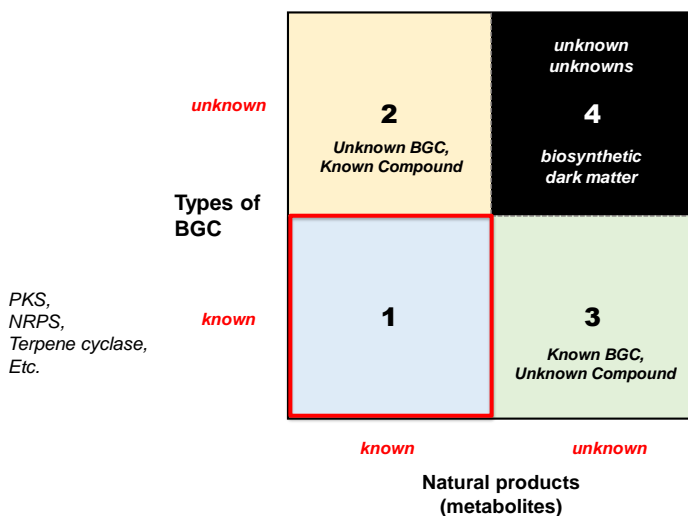 unknown
unknowns
unknown
2
4
Unknown BGC,
Known Compound
biosynthetic
dark matter
Types of
BGC
PKS,
NRPS,
Terpene cyclase,
Etc.
known
1
3
Known BGC,
Unknown Compound
known
unknown
Natural products
(metabolites)